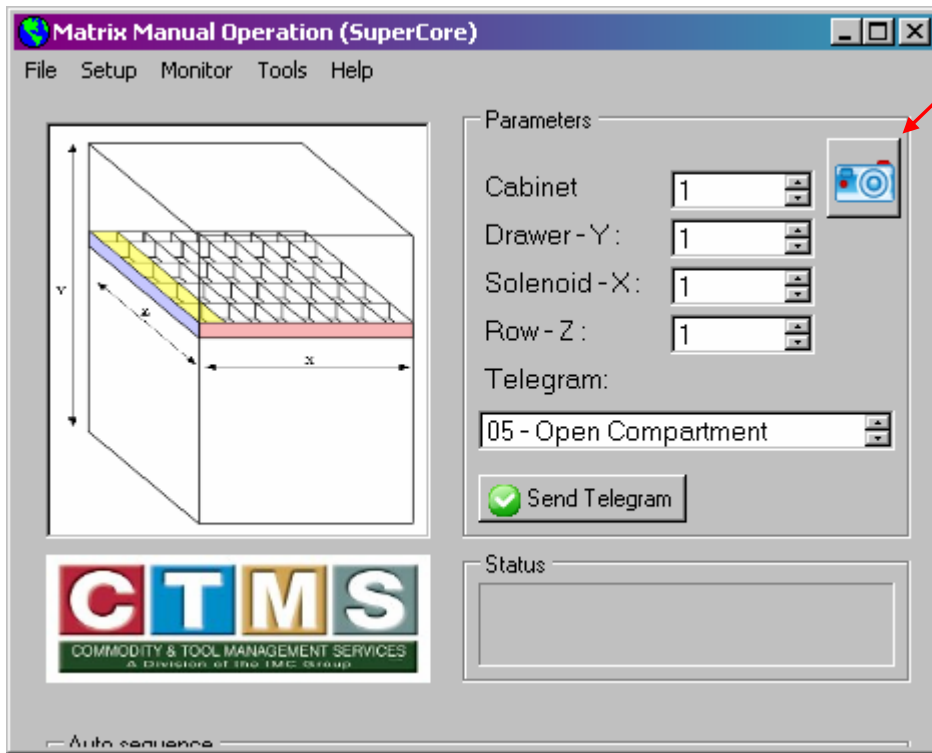 Matrix Manual Operation (SuperCore)
File Setup Monitor Tools Help
Y
Z
X
Parameters
Cabinet 1
Drawer - Y : 1
Solenoid - X : 1
Row - Z : 1
Telegram:
05 - Open Compartment
Send Telegram
CTMS
COMMODITY & TOOL MANAGEMENT SERVICES
A Division of the IMC Group
Status
Auto sequence